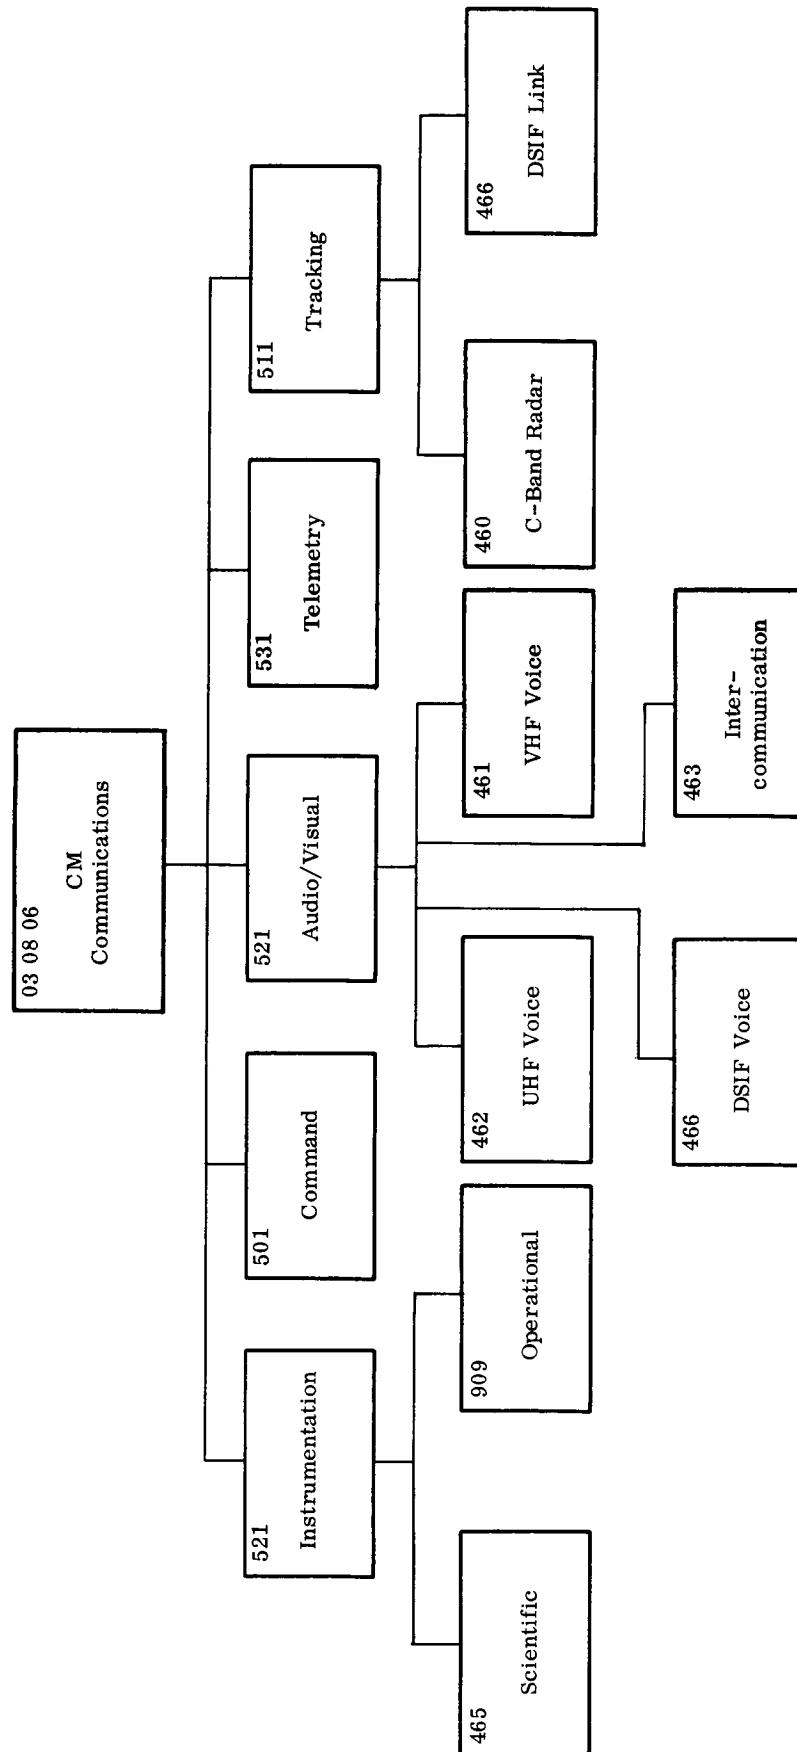 03 08 06
CM
Communications
521
Instrumentation
501
Command
521
Audio/Visual
531
Telemetry
511
Tracking
465
Scientific
909
Operational
462
UHF Voice
461
VHF Voice
460
C-Band Radar
466
DSIF Link
466
DSIF Voice
463
Inter-
communication